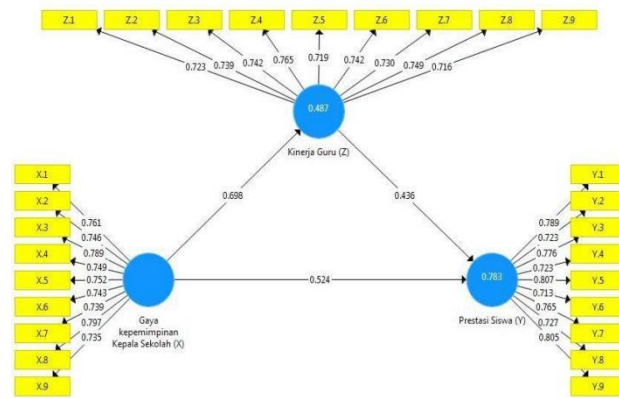 Z.1 Z.2 Z.3 Z.4 Z.5 Z.6 Z.7 Z.8 Z.9
0.723 0.739 0.742 0.765 0.719 0.742 0.730 0.749 0.716
0.487
Kinerja Guru (Z)
0.698
0.436
X.1
X.2
X.3
X.4
X.5
X.6
X.7
X.8
X.9
0.761
0.746
0.789
0.749
0.752
0.743
0.739
0.797
0.735
Gaya
kepemimpinan
Kepala Sekolah (X)
0.524
0.783
Prestasi Siswa (Y)
0.789
0.723
0.776
0.723
0.807
0.713
0.765
0.727
0.805
Y.1
Y.2
Y.3
Y.4
Y.5
Y.6
Y.7
Y.8
Y.9